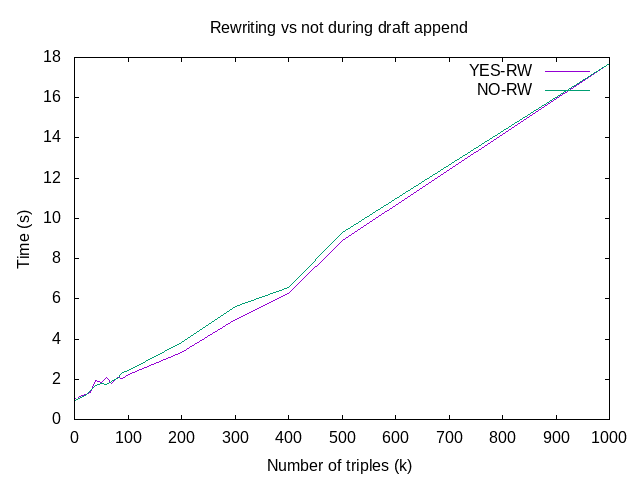 Rewriting vs not during draft append
YES-RW
NO-RW
Time (s)
18
16
14
12
10
8
6
4
2
0
0 100 200 300 400 500 600 700 800 900 1000
Number of triples (k)